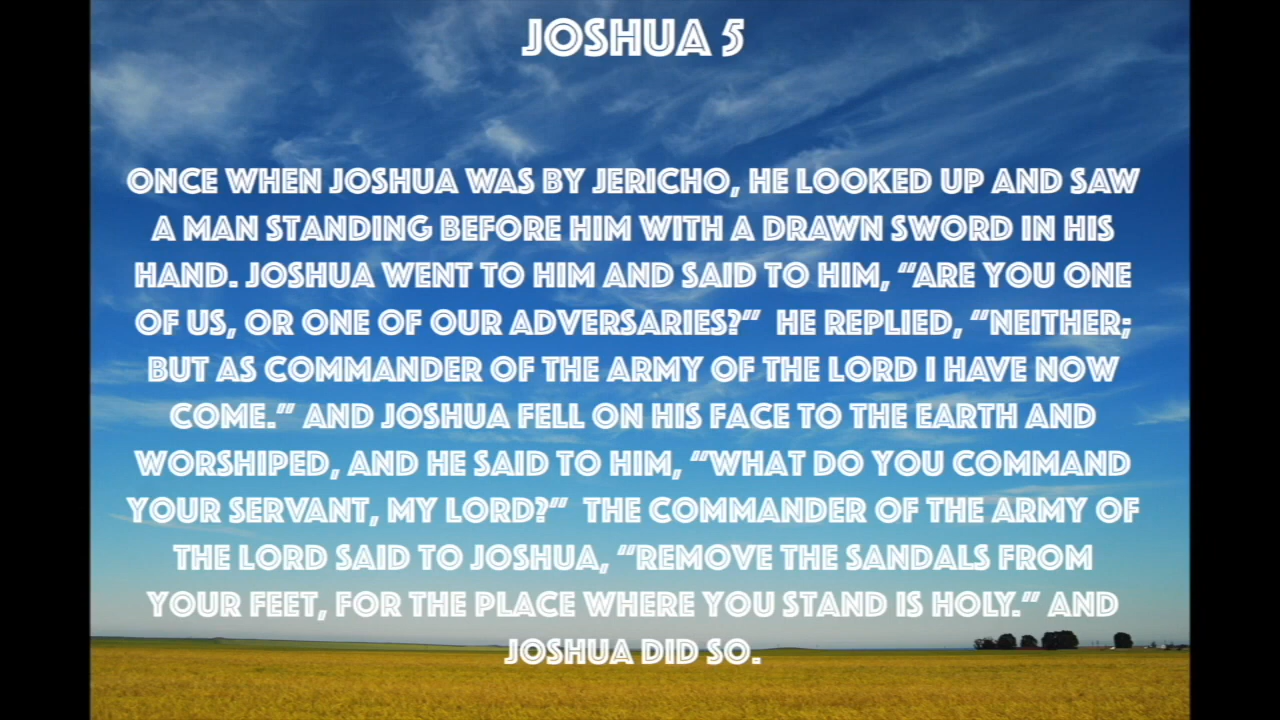 JOSHUA 5
ONCE WHEN JOSHUA WAS BY JERICHO, HE LOOKED UP AND SAW
A MAN STANDING BEFORE HIM WITH A DRAWN SWORD IN HIS
HAND. JOSHUA WENT TO HIM AND SAID TO HIM, “ARE YOU ONE
OF US, OR ONE OF OUR ADVERSARIES?” HE REPLIED, “NEITHER;
BUT AS COMMANDER OF THE ARMY OF THE LORD I HAVE NOW
COME.” AND JOSHUA FELL ON HIS FACE TO THE EARTH AND
WORSHIPED, AND HE SAID TO HIM, “WHAT DO YOU COMMAND
YOUR SERVANT, MY LORD?” THE COMMANDER OF THE ARMY OF
THE LORD SAID TO JOSHUA, “REMOVE THE SANDALS FROM
YOUR FEET, FOR THE PLACE WHERE YOU STAND IS HOLY.” AND
JOSHUA DID SO.